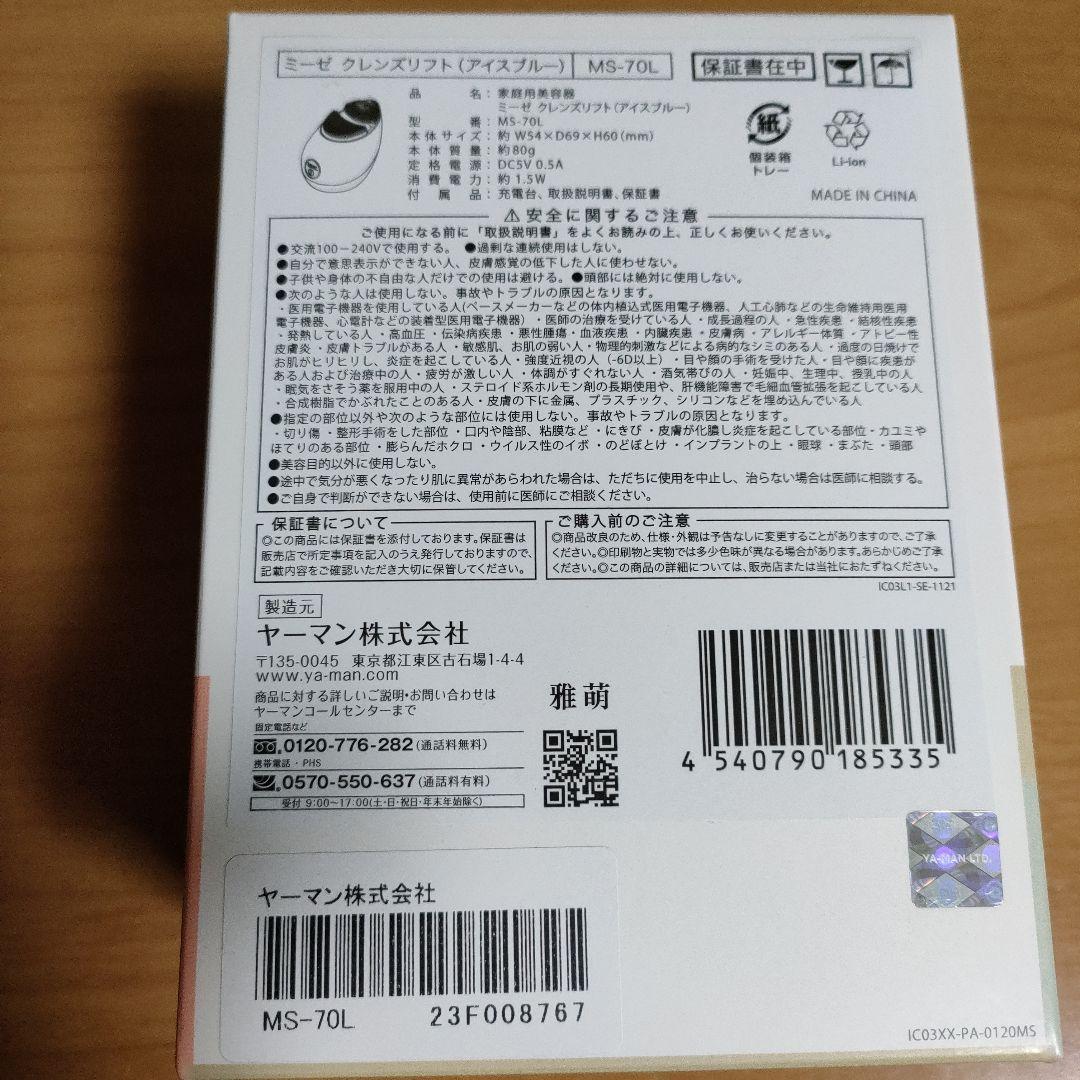 ミーゼ クレンズリフト（アイスブルー） MS-70L 保証書在中
品名：家庭用美容器
ミーゼ クレンズリフト（アイスブルー）
型番：MS-70L
本体サイズ：約 W54×D69×H60（mm）
本体質量：約80g
定格電源：DC5V 0.5A
消費電力：約 1.5W
付属品：充電台、取扱説明書、保証書
紙
個装箱
トレー
Li-ion
MADE IN CHINA
⚠安全に関するご注意
ご使用になる前に「取扱説明書」をよくお読みの上、正しくお使いください。
●交流100－240Vで使用する。 ●過剰な連続使用はしない。
●自分で意思表示ができない人、皮膚感覚の低下した人に使わせない。
●子供や身体の不自由な人だけでの使用は避ける。●頭部には絶対に使用しない。
●次のような人は使用しない。事故やトラブルの原因となります。
・医用電子機器を使用している人（ペースメーカーなどの体内植込式医用電子機器、人工心肺などの生命維持用医用
電子機器、心電計などの装着型医用電子機器）・医師の治療を受けている人・成長過程の人・急性疾患・結核性疾患
・発熱している人・高血圧・伝染病疾患・悪性腫瘍・血液疾患・内臓疾患・皮膚病・アレルギー体質・アトピー性
皮膚炎・皮膚トラブルがある人・敏感肌、お肌の弱い人・物理的刺激などによる病的なシミのある人・過度の日焼けで
お肌がヒリヒリし、炎症を起こしている人・強度近視の人（-6D以上）・目や顔の手術を受けた人・目や顔に疾患が
ある人および治療中の人・疲労が激しい人・体調がすぐれない人・酒気帯びの人・妊娠中、生理中、授乳中の人
・眠気をさそう薬を服用中の人・ステロイド系ホルモン剤の長期使用や、肝機能障害で毛細血管拡張を起こしている人
・合成樹脂でかぶれたことのある人・皮膚の下に金属、プラスチック、シリコンなどを埋め込んでいる人
●指定の部位以外や次のような部位には使用しない。事故やトラブルの原因となります。
・切り傷・整形手術をした部位・口内や陰部、粘膜など・にきび・皮膚が化膿し炎症を起こしている部位・カユミや
ほてりのある部位・膨らんだホクロ・ウイルス性のイボ・のどぼとけ・インプラントの上・眼球・まぶた・頭部
●美容目的以外に使用しない。
●途中で気分が悪くなったり肌に異常があらわれた場合は、ただちに使用を中止し、治らない場合は医師に相談する。
●ご自身で判断ができない場合は、使用前に医師にご相談ください。
保証書について
◎この商品には保証書を添付しております。保証書は
販売店で所定事項を記入のうえ発行しておりますので、
記載内容をご確認いただき大切に保管してください。
ご購入前のご注意
◎商品改良のため、仕様・外観は予告なしに変更することがありますので、ご了承
ください。◎印刷物と実物では多少色味が異なる場合があります。あらかじめご了承
ください。◎この商品の詳細については、販売店または当社におたずねください。
IC03L1-SE-1121
製造元
ヤーマン株式会社
〒135-0045 東京都江東区古石場1-4-4
www.ya-man.com
商品に対する詳しいご説明・お問い合わせは
ヤーマンコールセンターまで
固定電話など
0120-776-282（通話料無料）
携帯電話・PHS
0570-550-637（通話料有料）
受付 9:00～17:00（土・日・祝日・年末年始除く）
雅萌
4 540790 185335
YA-MAN LTD.
ヤーマン株式会社
MS-70L 23F008767
IC03XX-PA-0120MS